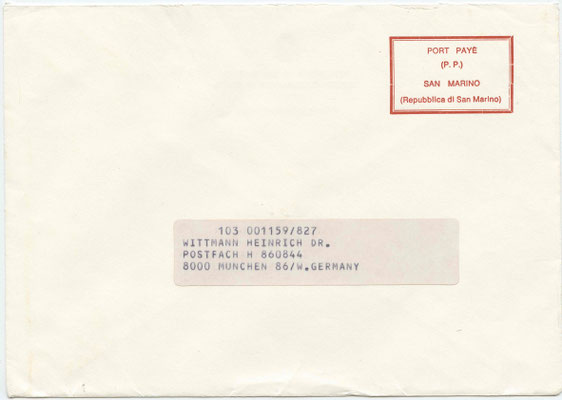 PORT PAYÈ
(P. P.)
SAN MARINO
(Repubblica di San Marino)
103 001159/827
WITTMANN HEINRICH DR.
POSTFACH H 860844
8000 MUNCHEN 86/W.GERMANY